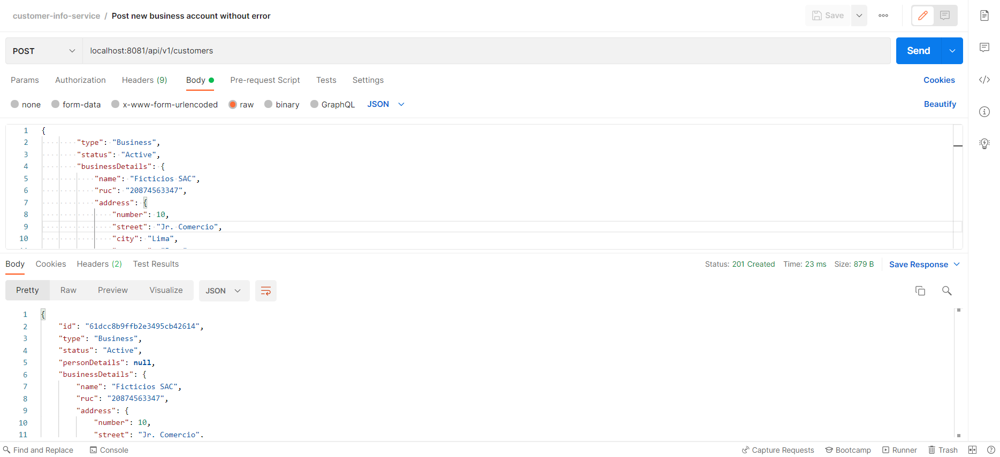 customer-info-service / Post new business account without error
Save
POST
localhost:8081/api/v1/customers
Send
Params Authorization Headers (9) Body Pre-request Script Tests Settings Cookies
none form-data x-www-form-urlencoded raw binary GraphQL JSON Beautify
1 {
2 "type": "Business",
3 "status": "Active",
4 "businessDetails": {
5 "name": "Ficticios SAC",
6 "ruc": "20874563347",
7 "address": {
8 "number": 10,
9 "street": "Jr. Comercio",
10 "city": "Lima",
Body Cookies Headers (2) Test Results Status: 201 Created Time: 23 ms Size: 879 B Save Response
Pretty Raw Preview Visualize JSON
1 {
2 "id": "61dcc8b9ffb2e3495cb42614",
3 "type": "Business",
4 "status": "Active",
5 "personDetails": null,
6 "businessDetails": {
7 "name": "Ficticios SAC",
8 "ruc": "20874563347",
9 "address": {
10 "number": 10,
11 "street": "Jr. Comercio",
Find and Replace Console Capture Requests Bootcamp Runner Trash